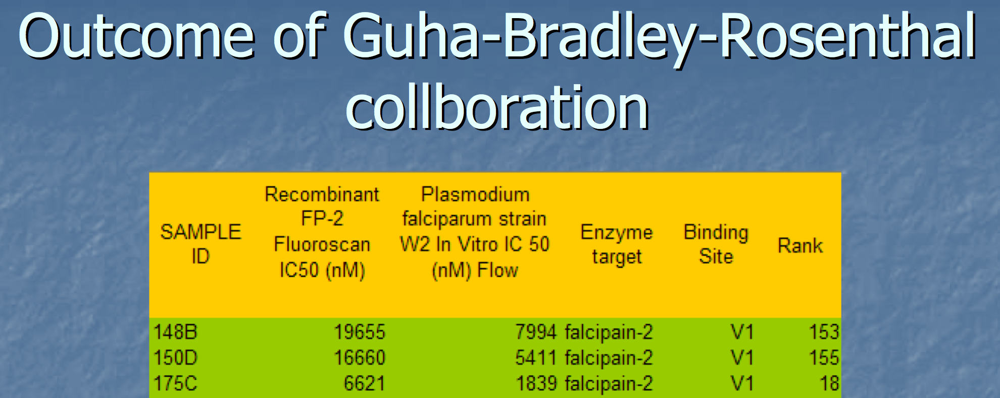 Outcome of Guha-Bradley-Rosenthal
collboration
SAMPLE ID Recombinant FP-2 Fluoroscan IC50 (nM) Plasmodium falciparum strain W2 In Vitro IC 50 (nM) Flow Enzyme target Binding Site Rank
148B 19655 7994 falcipain-2 V1 153
150D 16660 5411 falcipain-2 V1 155
175C 6621 1839 falcipain-2 V1 18